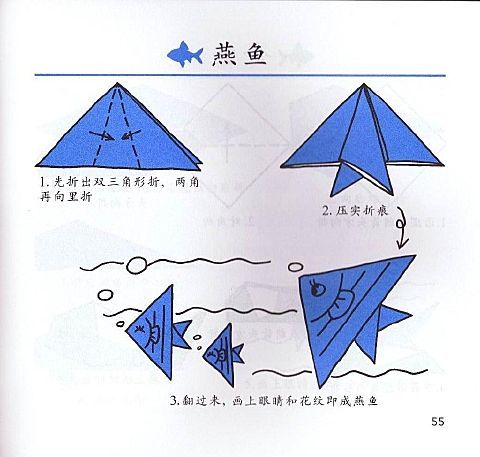 燕鱼
1. 先折出双三角形折，两角
再向里折
2. 压实折痕
3. 翻过来，画上眼睛和花纹即成燕鱼
55